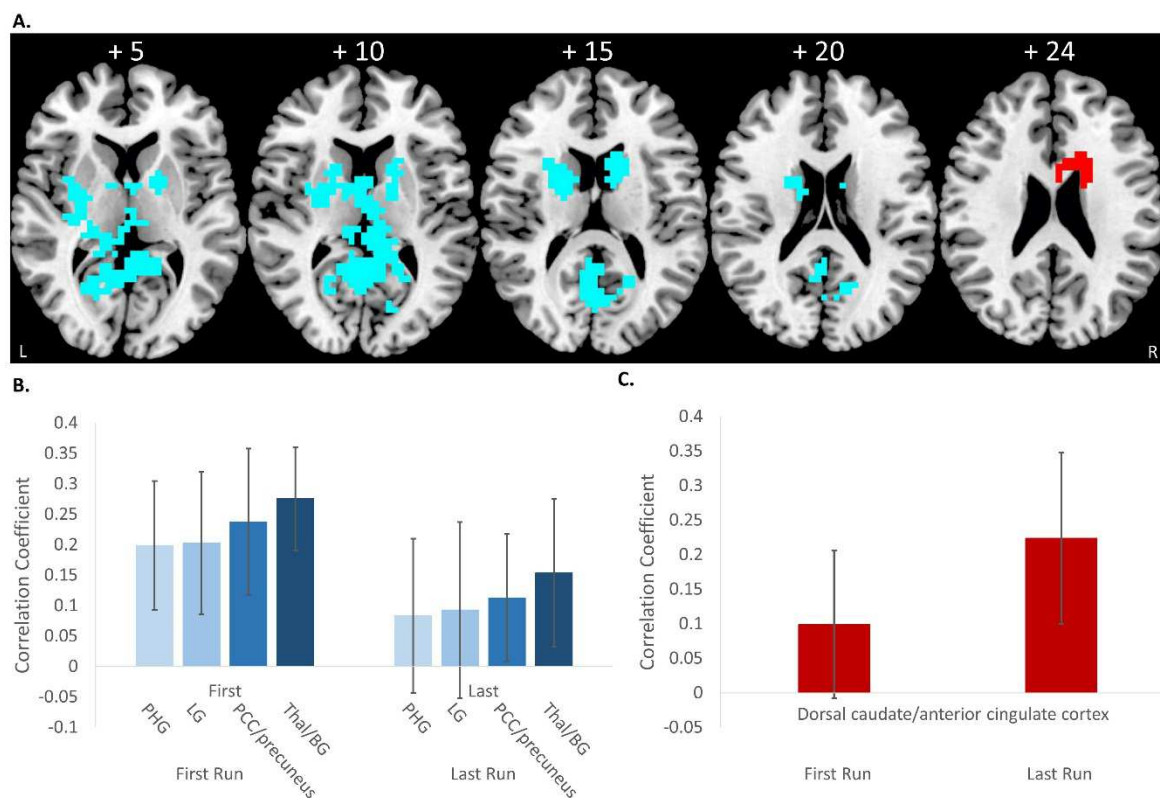 A.
+ 5 + 10 + 15 + 20 + 24
L R
B.
Correlation Coefficient
0.4
0.35
0.3
0.25
0.2
0.15
0.1
0.05
0
-0.05
-0.1
First Last
PHG LG PCC/precuneus Thal/BG PHG LG PCC/precuneus Thal/BG
First Run Last Run
C.
Correlation Coefficient
0.4
0.35
0.3
0.25
0.2
0.15
0.1
0.05
0
-0.05
Dorsal caudate/anterior cingulate cortex
First Run Last Run